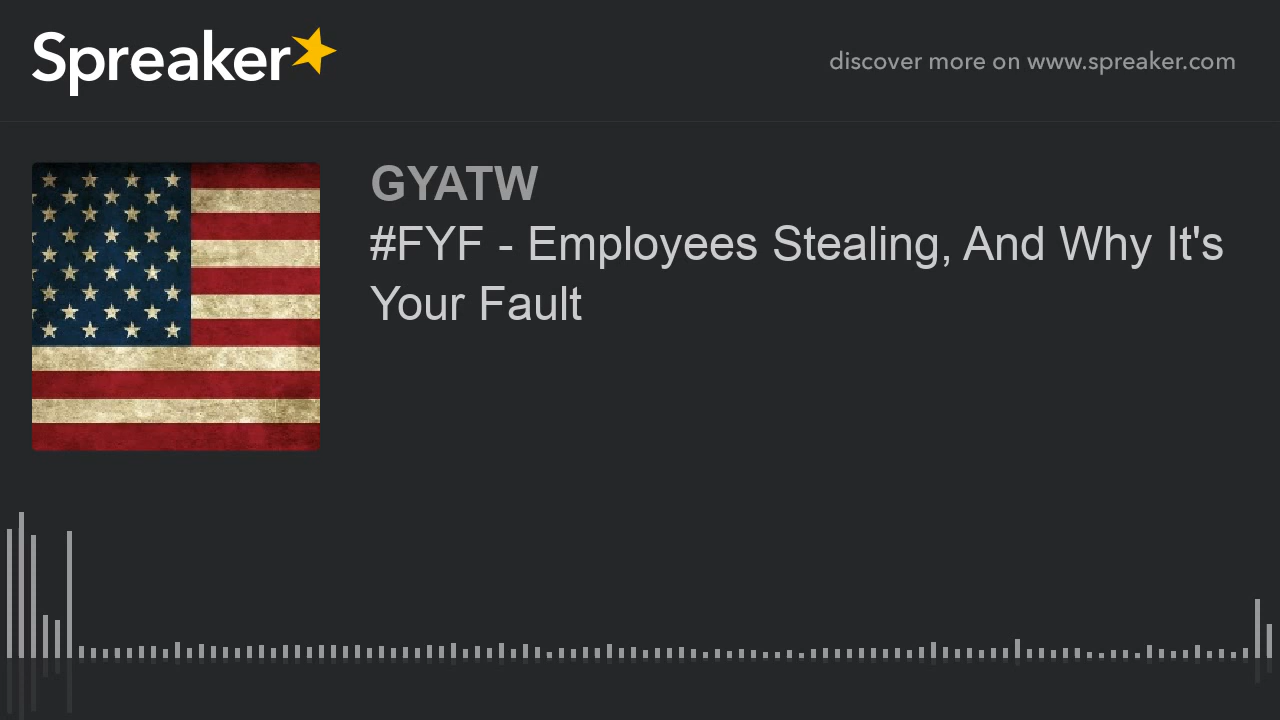 Spreaker
discover more on www.spreaker.com
GYATW
#FYF - Employees Stealing, And Why It's
Your Fault